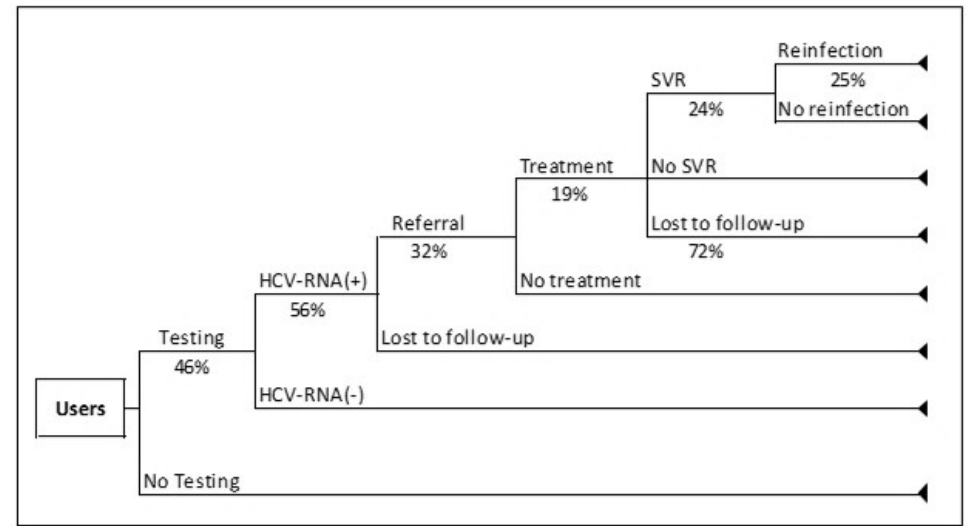 Reinfection
25%
SVR
24%
No reinfection
Treatment
19%
No SVR
Referral
32%
Lost to follow-up
72%
HCV-RNA(+)
56%
No treatment
Testing
46%
Lost to follow-up
Users
HCV-RNA(-)
No Testing